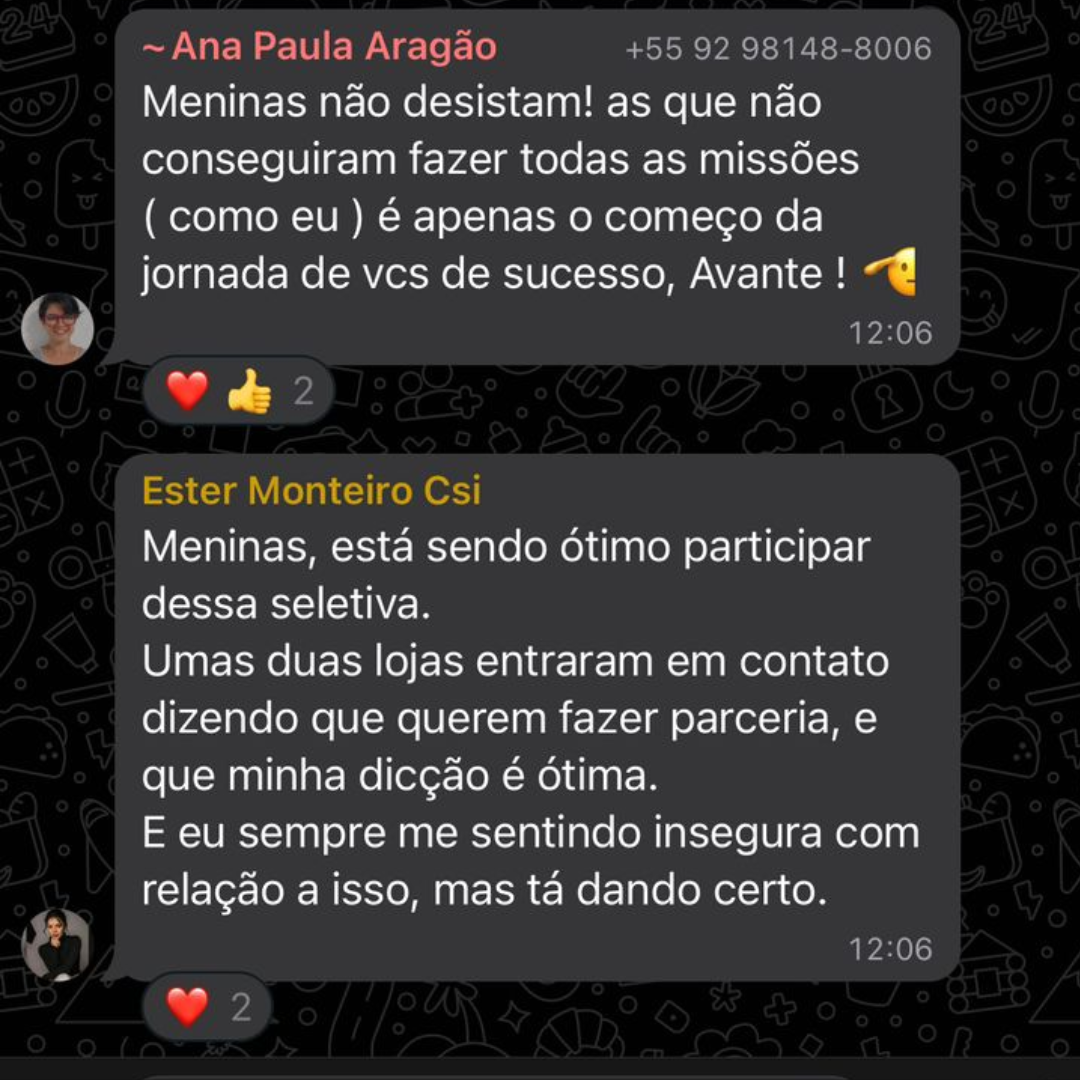 ~ Ana Paula Aragão +55 92 98148-8006
Meninas não desistam! as que não
conseguiram fazer todas as missões
( como eu ) é apenas o começo da
jornada de vcs de sucesso, Avante !
12:06
❤️ 👍 2
Ester Monteiro Csi
Meninas, está sendo ótimo participar
dessa seletiva.
Umas duas lojas entraram em contato
dizendo que querem fazer parceria, e
que minha dicção é ótima.
E eu sempre me sentindo insegura com
relação a isso, mas tá dando certo.
12:06
❤️ 2